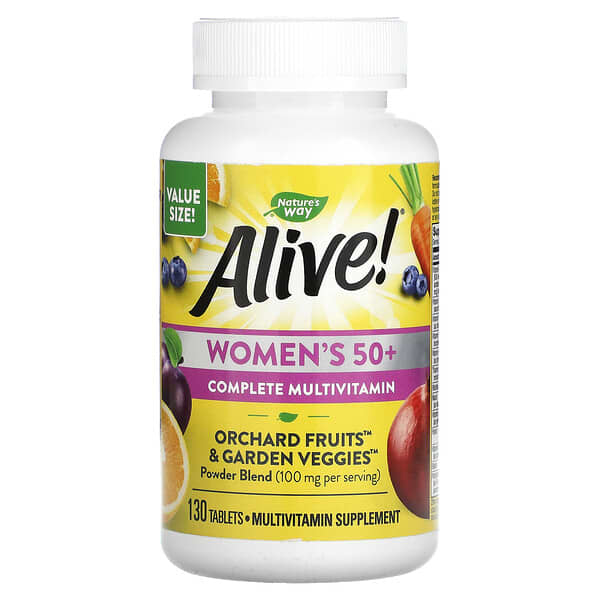 VALUE
SIZE!
Nature's
Way
Alive!®
WOMEN'S 50+
COMPLETE MULTIVITAMIN
ORCHARD FRUITS™
& GARDEN VEGGIES™
Powder Blend (100 mg per serving)
130 TABLETS • MULTIVITAMIN SUPPLEMENT